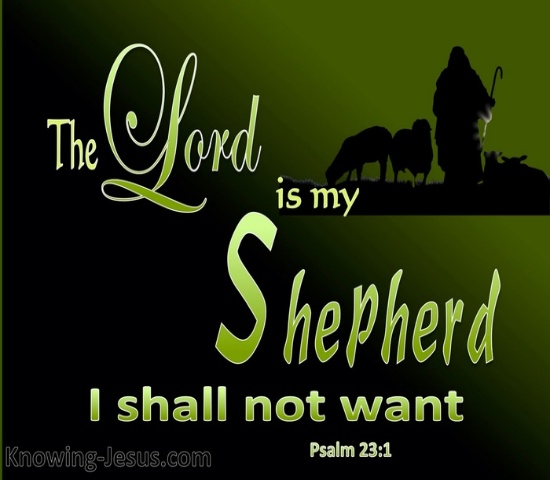 The Lord
is my
Shepherd
I shall not want
Psalm 23:1
Knowing-Jesus.com